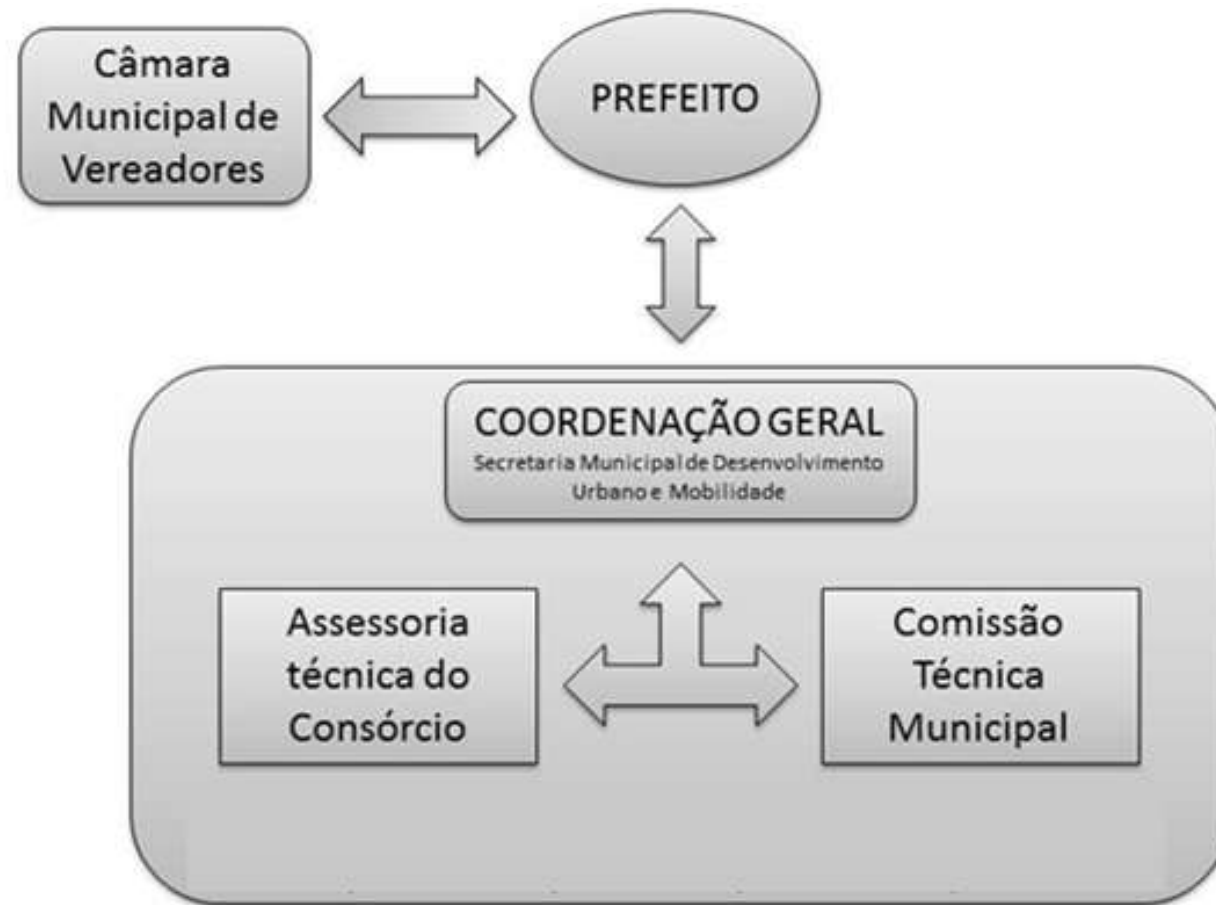 Câmara
Municipal de
Vereadores
PREFEITO
COORDENAÇÃO GERAL
Secretaria Municipal de Desenvolvimento
Urbano e Mobilidade
Assessoria
técnica do
Consórcio
Comissão
Técnica
Municipal